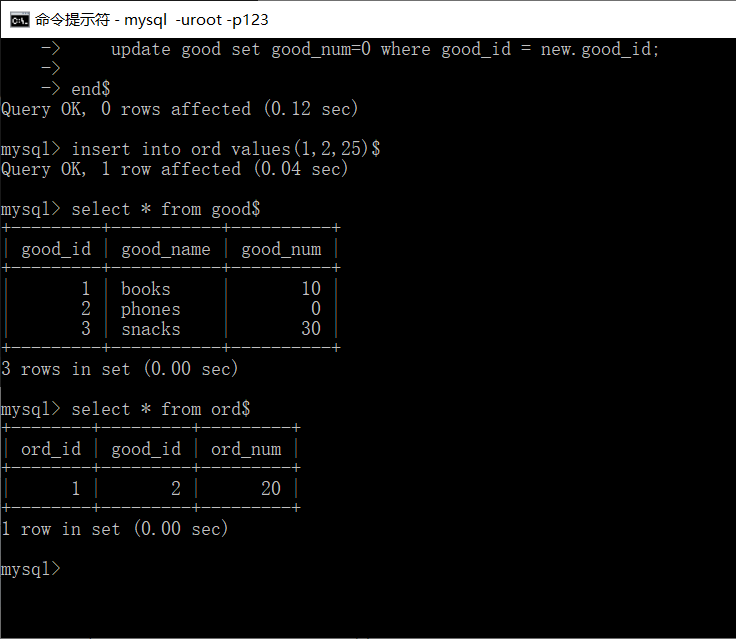 命令提示符 - mysql  -uroot -p123
    ->     update good set good_num=0 where good_id = new.good_id;
    ->
    -> end$
Query OK, 0 rows affected (0.12 sec)
mysql> insert into ord values(1,2,25)$
Query OK, 1 row affected (0.04 sec)
mysql> select * from good$
+---------+-----------+----------+
| good_id | good_name | good_num |
+---------+-----------+----------+
|       1 | books     |       10 |
|       2 | phones    |        0 |
|       3 | snacks    |       30 |
+---------+-----------+----------+
3 rows in set (0.00 sec)
mysql> select * from ord$
+--------+---------+---------+
| ord_id | good_id | ord_num |
+--------+---------+---------+
|      1 |       2 |      20 |
+--------+---------+---------+
1 row in set (0.00 sec)
mysql>